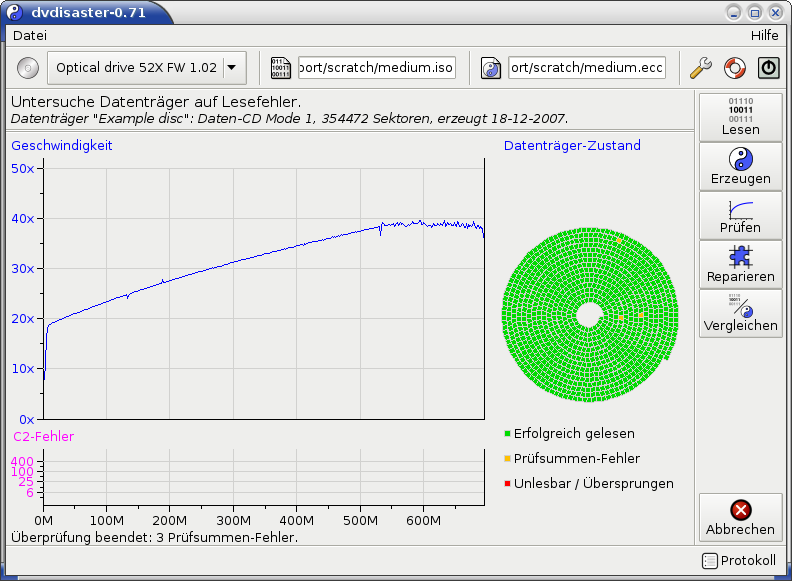 dvdisaster-0.71
Datei
Hilfe
Optical drive 52X FW 1.02
port/scratch/medium.iso
ort/scratch/medium.ecc
Untersuche Datenträger auf Lesefehler.
Datenträger "Example disc": Daten-CD Mode 1, 354472 Sektoren, erzeugt 18-12-2007.
Geschwindigkeit
50x
40x
30x
20x
10x
0x
C2-Fehler
400
100
25
6
0M 100M 200M 300M 400M 500M 600M
Überprüfung beendet: 3 Prüfsummen-Fehler.
Datenträger-Zustand
Erfolgreich gelesen
Prüfsummen-Fehler
Unlesbar / Übersprungen
01110
10011
00111
Lesen
Erzeugen
Prüfen
Reparieren
Vergleichen
Abbrechen
Protokoll